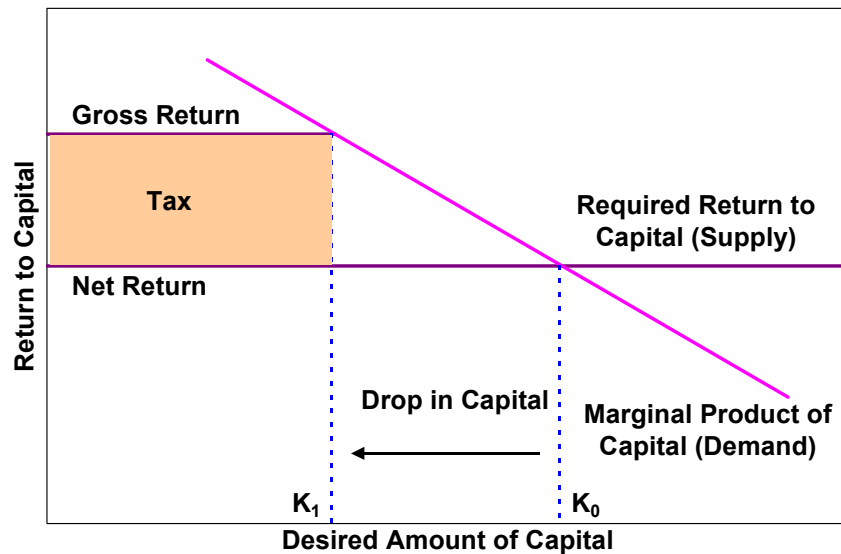 Gross Return
Tax
Required Return to
Capital (Supply)
Net Return
Return to Capital
Drop in Capital
Marginal Product of
Capital (Demand)
K₁
K₀
Desired Amount of Capital